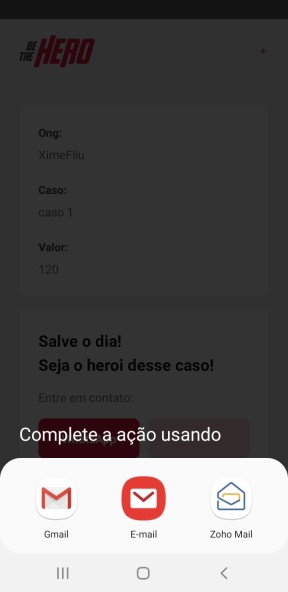 BE
THE HERO
Ong:
XimeFliu
Caso:
caso 1
Valor:
120
Salve o dia!
Seja o heroi desse caso!
Entre em contato:
Complete a ação usando
Gmail
E-mail
Zoho Mail